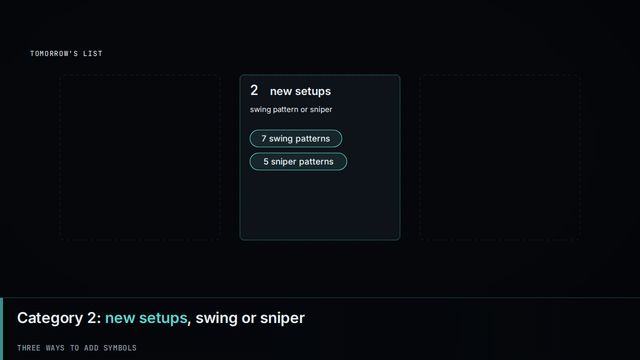 TOMORROW'S LIST
2 new setups
swing pattern or sniper
7 swing patterns
5 sniper patterns
Category 2: new setups, swing or sniper
THREE WAYS TO ADD SYMBOLS